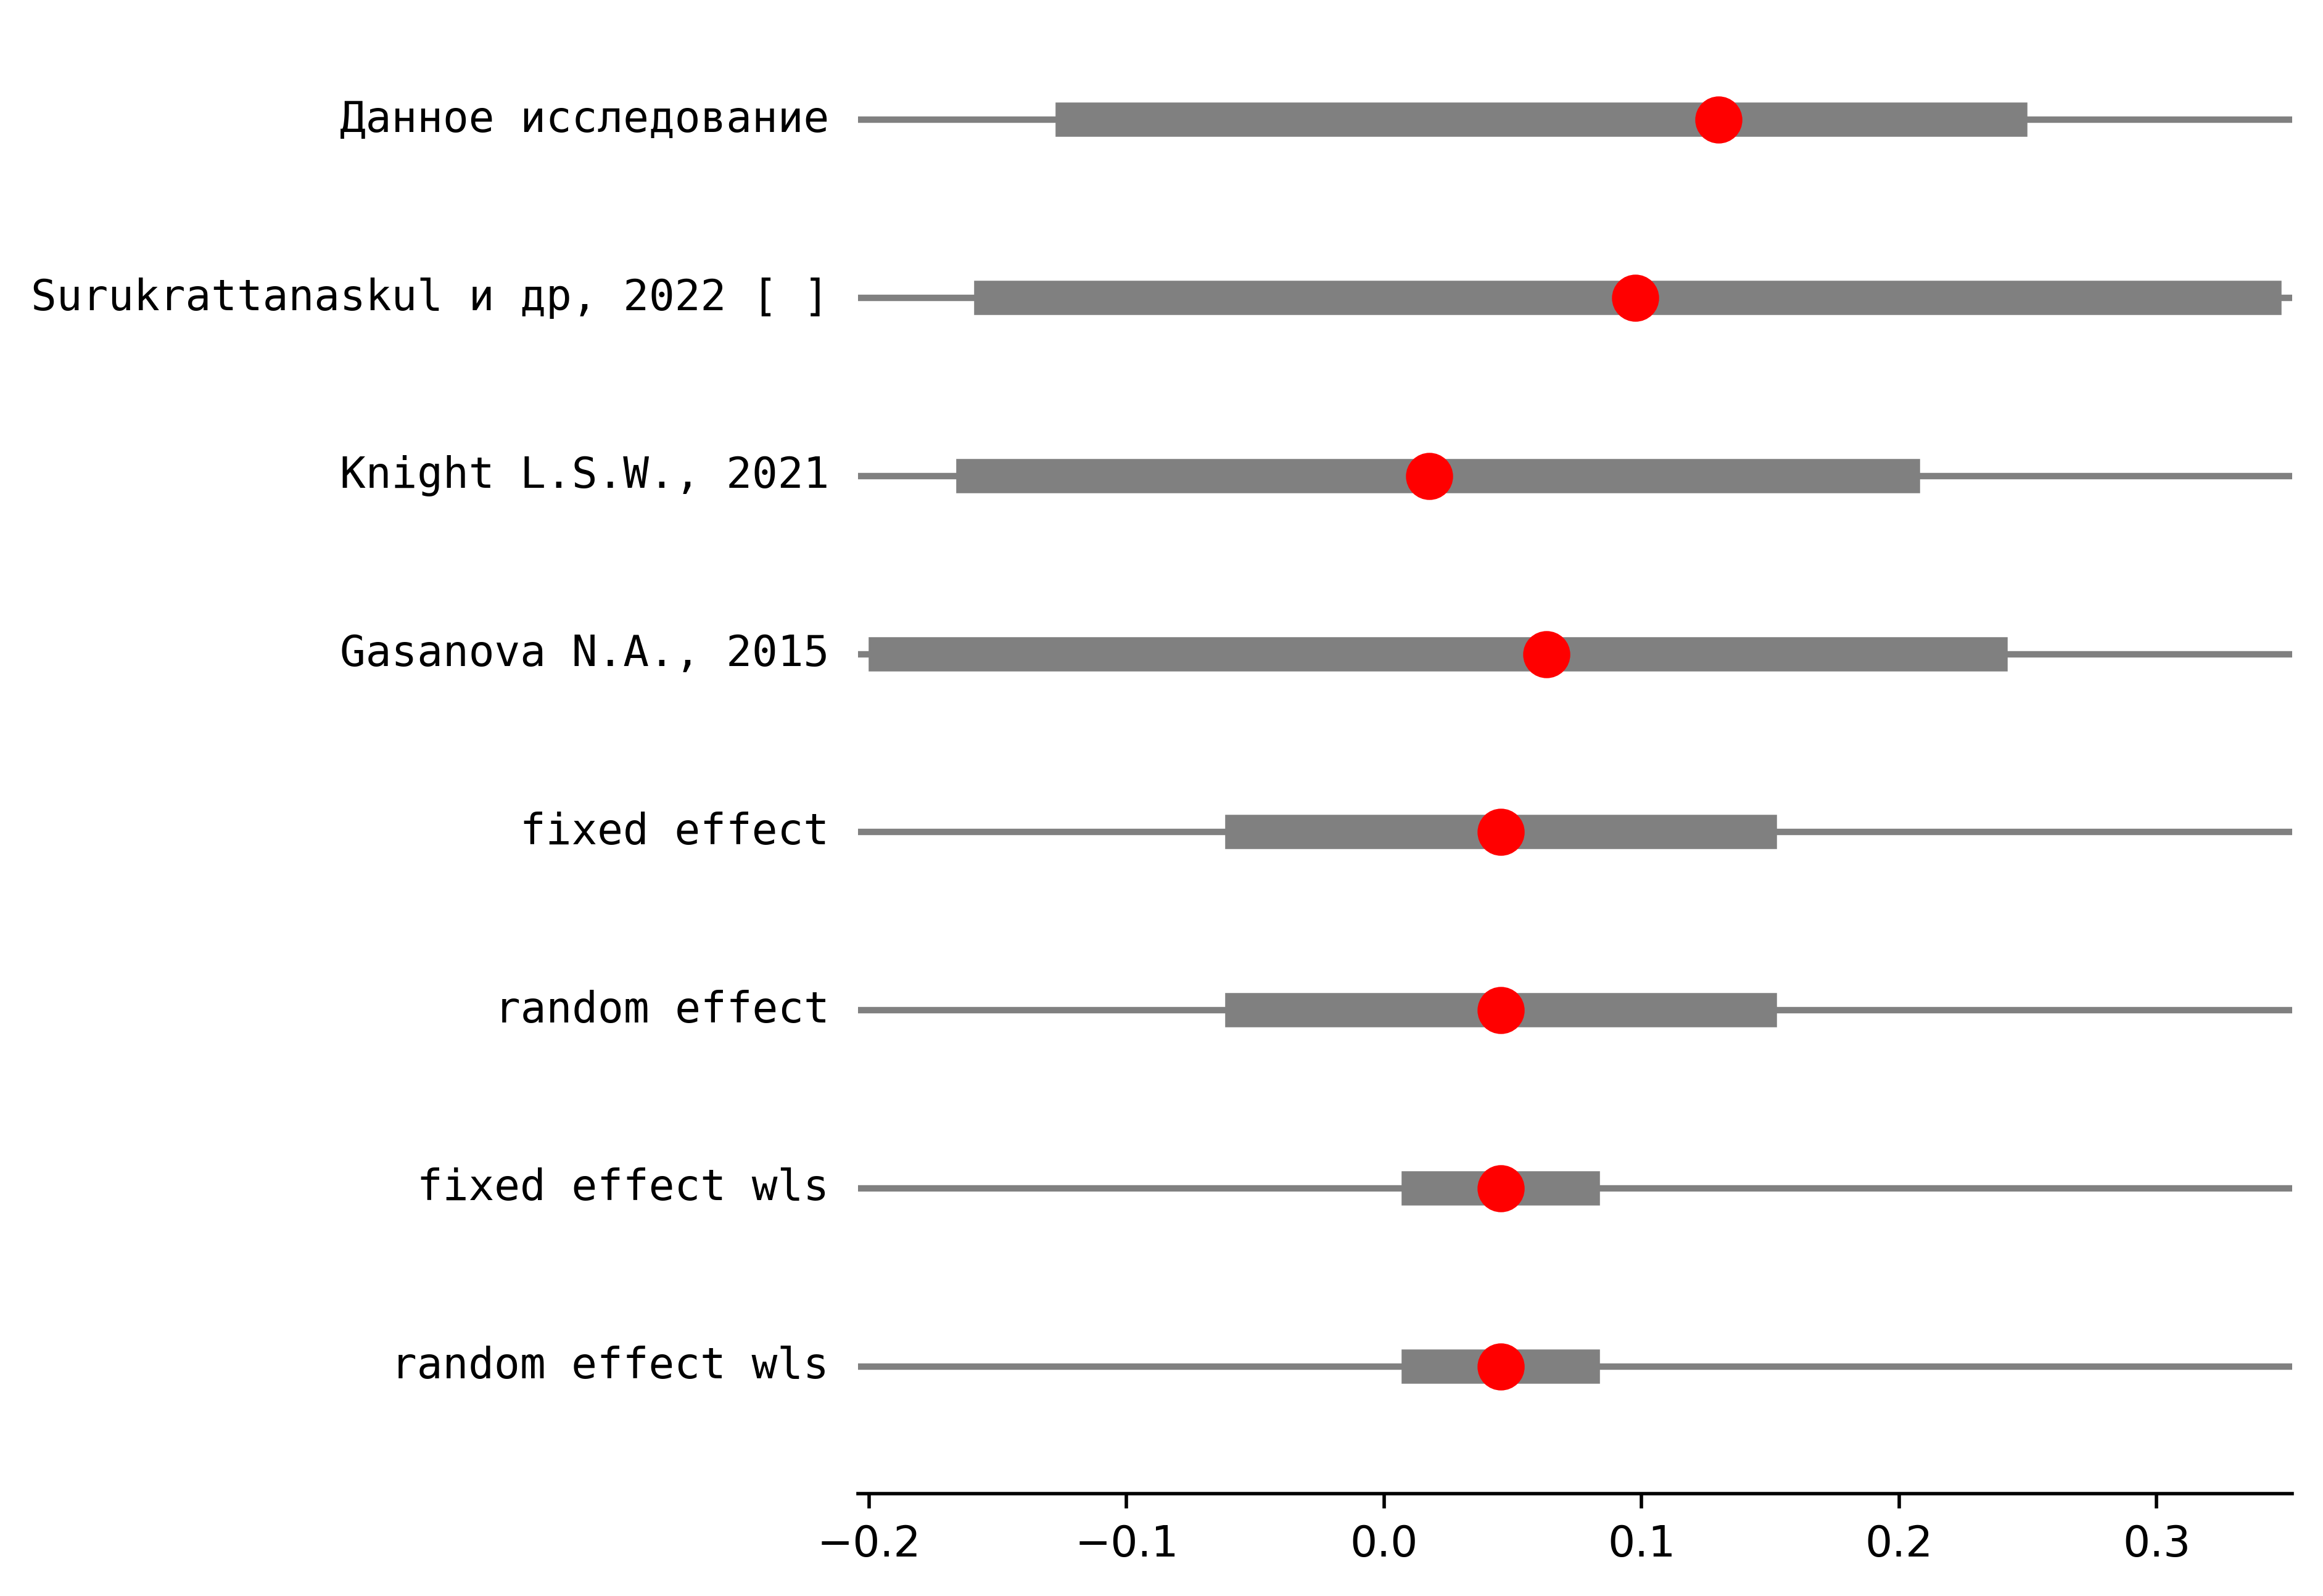 Данное исследование
Surukrattanaskul и др, 2022 [ ]
Knight L.S.W., 2021
Gasanova N.A., 2015
fixed effect
random effect
fixed effect wls
random effect wls
−0.2 −0.1 0.0 0.1 0.2 0.3